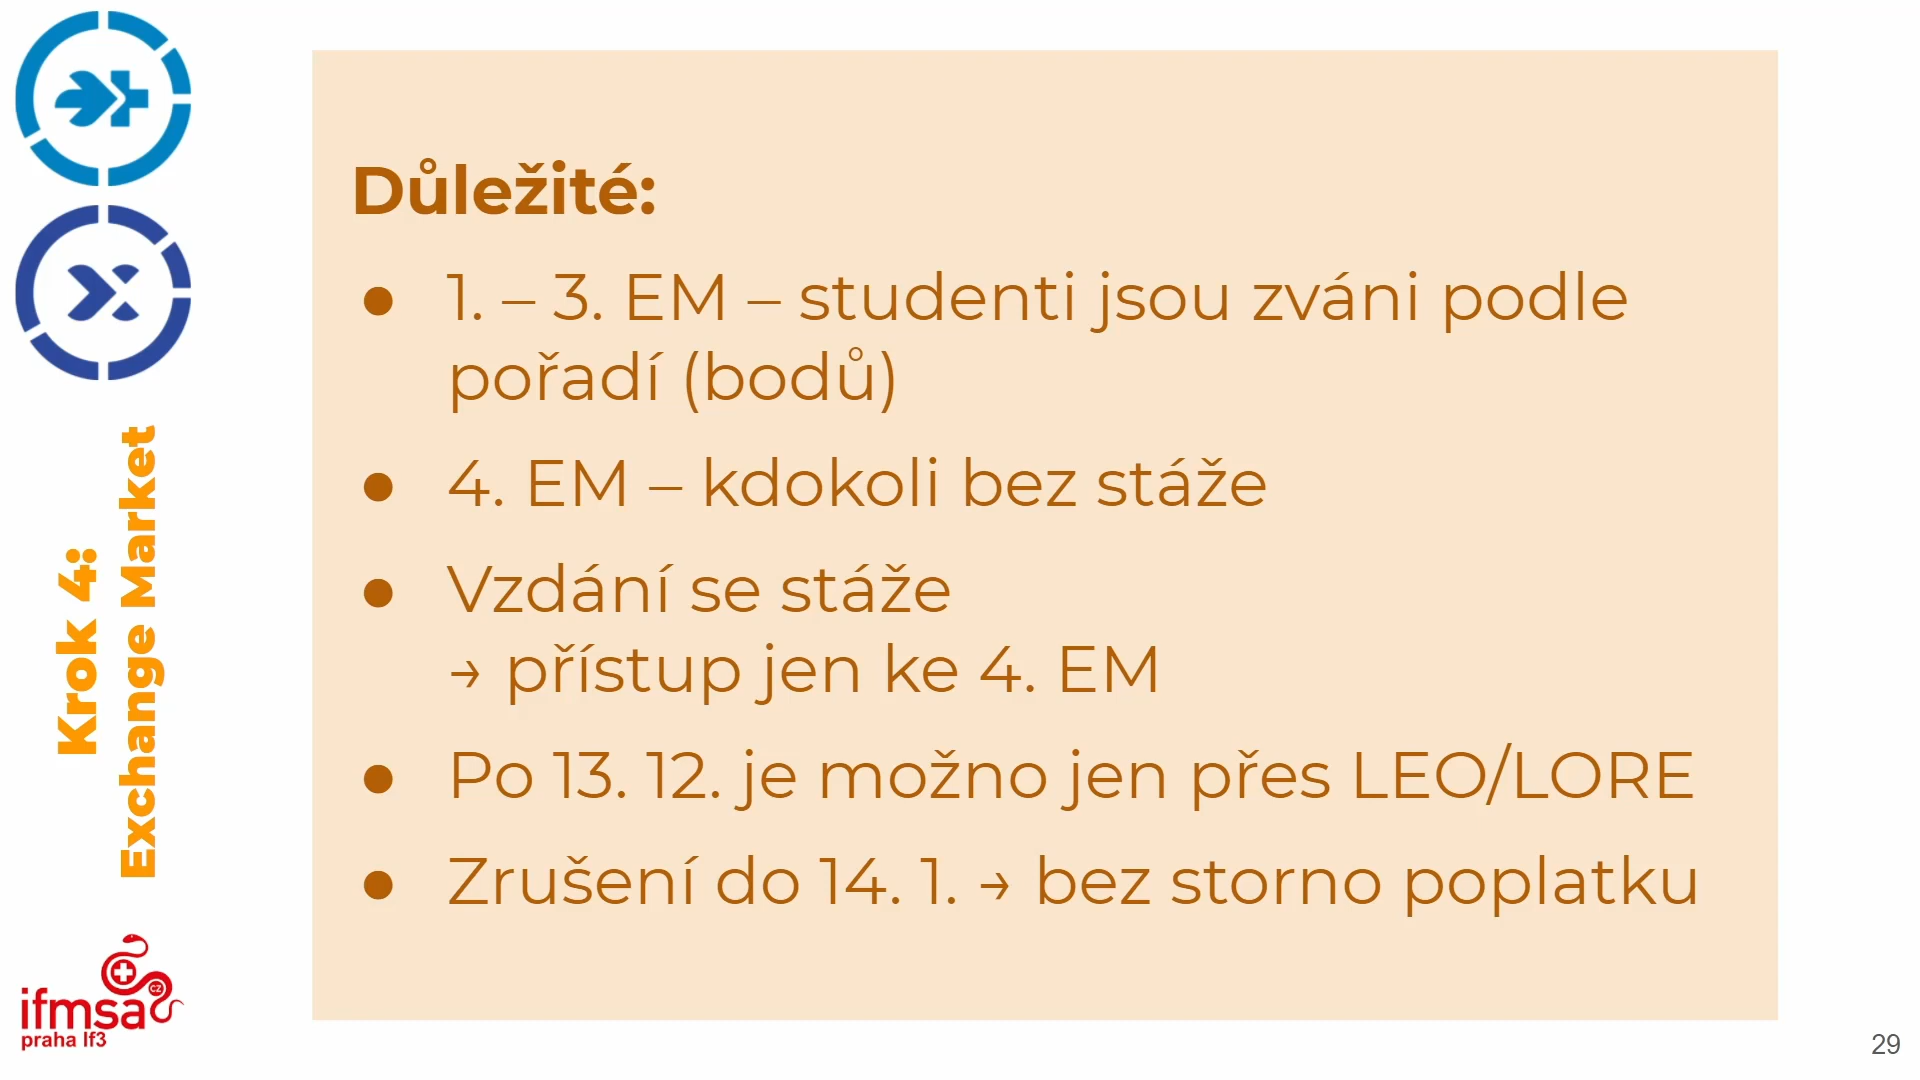 Krok 4:
Exchange Market
Důležité:
● 1. – 3. EM – studenti jsou zváni podle
pořadí (bodů)
● 4. EM – kdokoli bez stáže
● Vzdání se stáže
→ přístup jen ke 4. EM
● Po 13. 12. je možno jen přes LEO/LORE
● Zrušení do 14. 1. → bez storno poplatku
cz
ifmsa
praha lf3
29